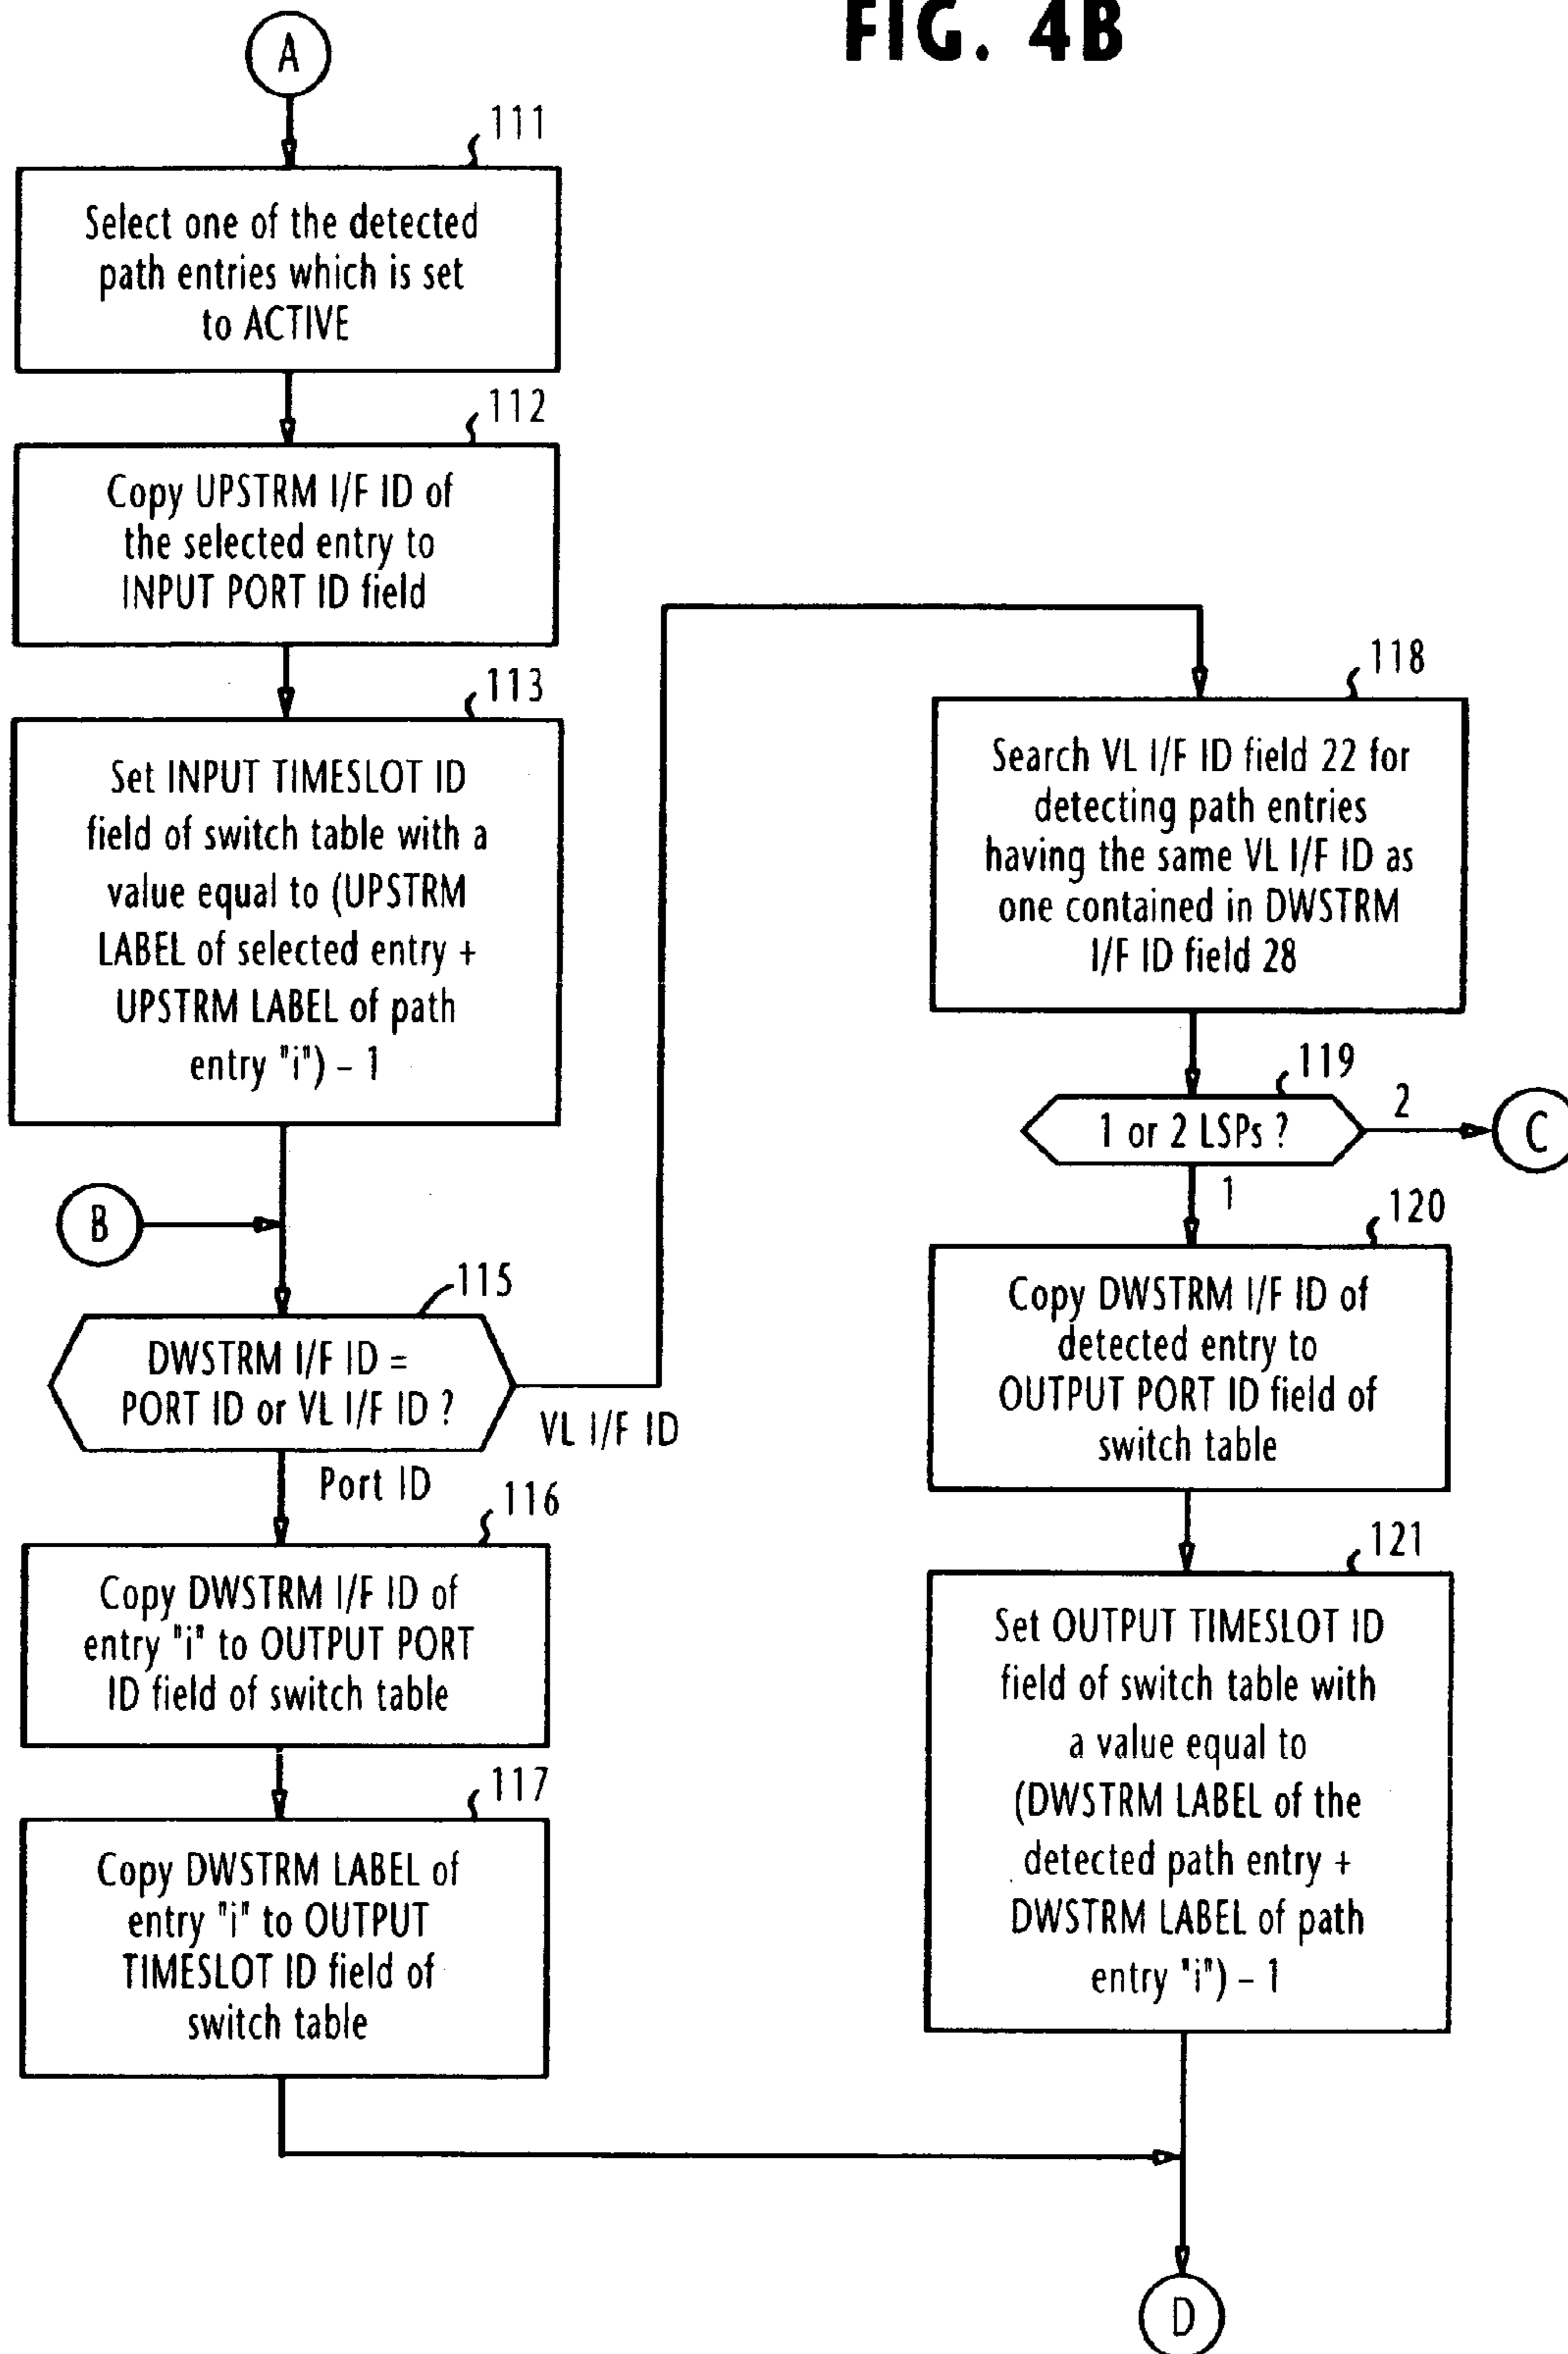 FIG. 4B
A
111
Select one of the detected
path entries which is set
to ACTIVE
112
Copy UPSTRM I/F ID of
the selected entry to
INPUT PORT ID field
113
Set INPUT TIMESLOT ID
field of switch table with a
value equal to (UPSTRM
LABEL of selected entry +
UPSTRM LABEL of path
entry "i") – 1
B
115
DWSTRM I/F ID =
PORT ID or VL I/F ID ?
VL I/F ID
Port ID
116
Copy DWSTRM I/F ID of
entry "i" to OUTPUT PORT
ID field of switch table
117
Copy DWSTRM LABEL of
entry "i" to OUTPUT
TIMESLOT ID field of
switch table
118
Search VL I/F ID field 22 for
detecting path entries
having the same VL I/F ID as
one contained in DWSTRM
I/F ID field 28
119
1 or 2 LSPs ?
2
C
1
120
Copy DWSTRM I/F ID of
detected entry to
OUTPUT PORT ID field of
switch table
121
Set OUTPUT TIMESLOT ID
field of switch table with
a value equal to
(DWSTRM LABEL of the
detected path entry +
DWSTRM LABEL of path
entry "i") – 1
D